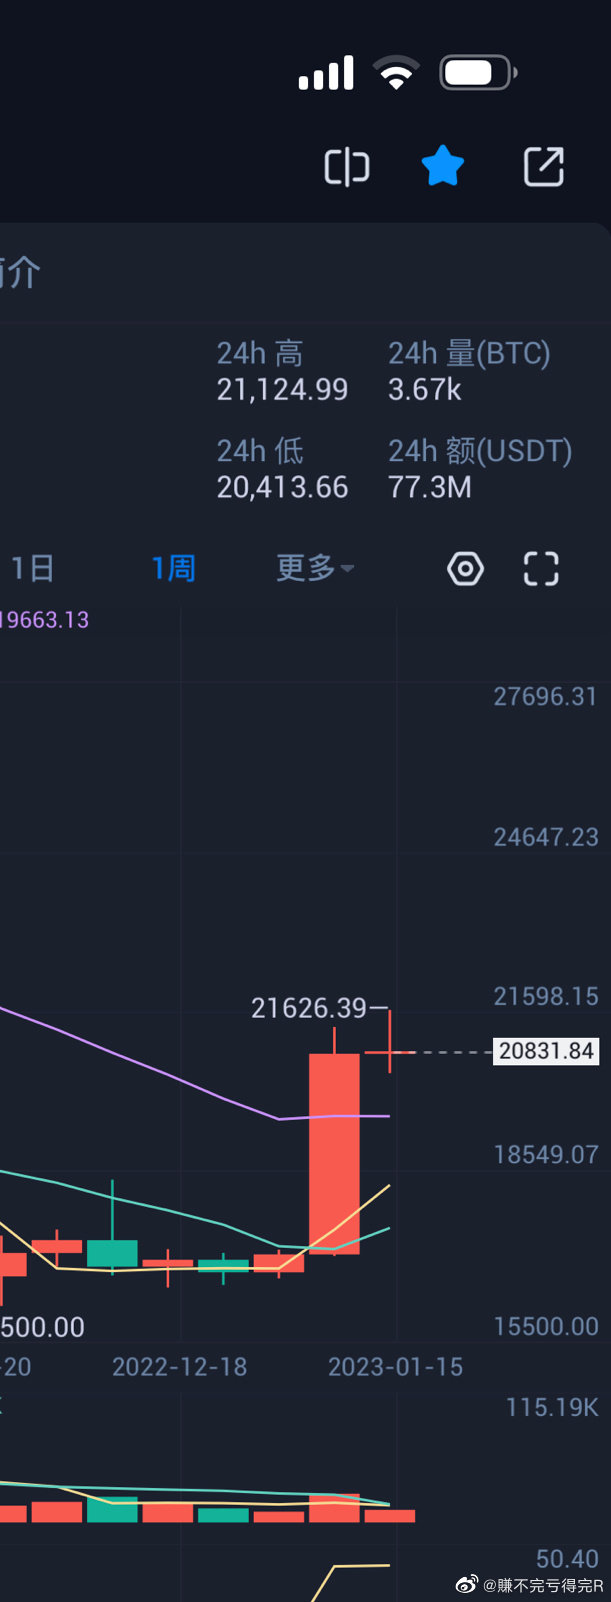 简介
24h 高
24h 量(BTC)
21,124.99
3.67k
24h 低
24h 额(USDT)
20,413.66
77.3M
1日
1周
更多
19663.13
27696.31
24647.23
21598.15
21626.39
20831.84
18549.07
500.00
15500.00
-20
2022-12-18
2023-01-15
115.19K
50.40
@賺不完亏得完R